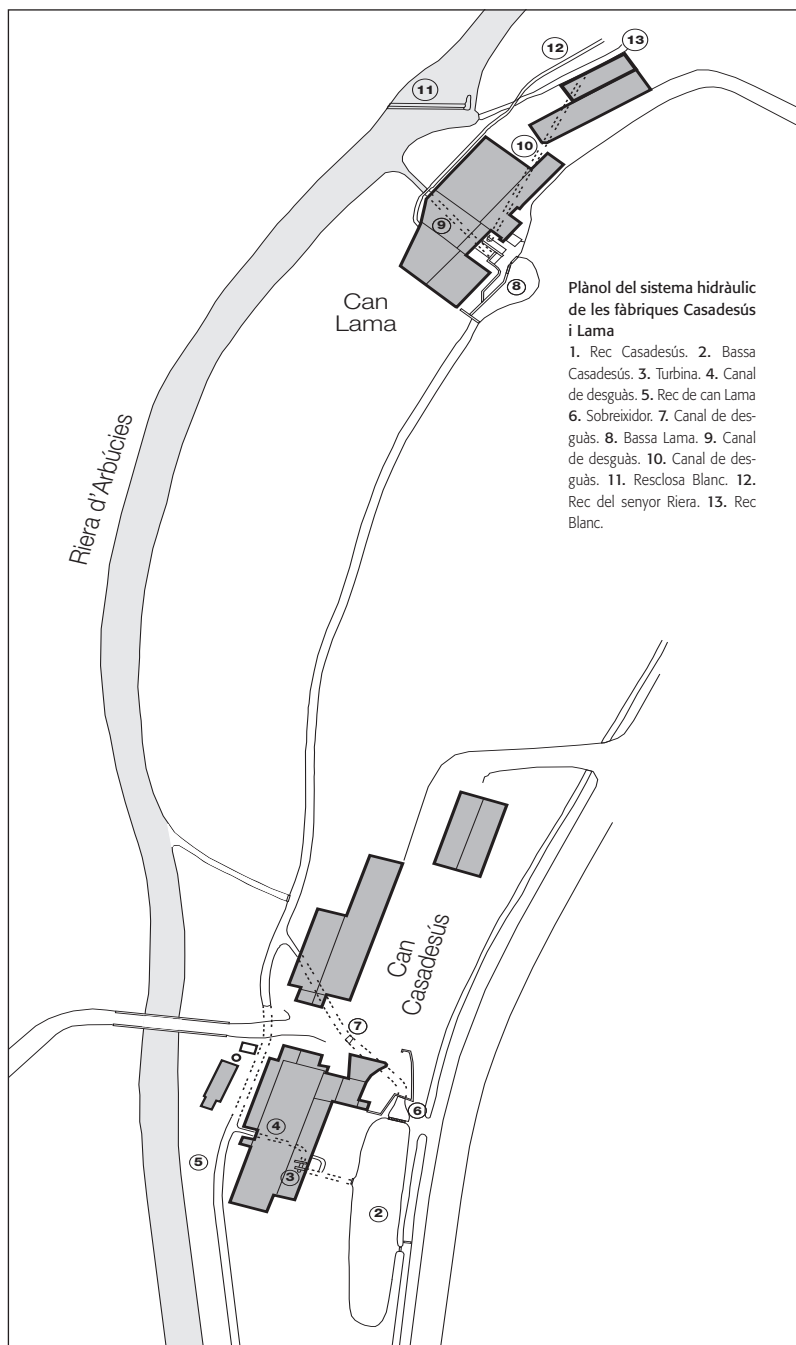 12
13
11
10
9
8
Can
Lama
Plànol del sistema hidràulic
de les fàbriques Casadesús
i Lama
1. Rec Casadesús. 2. Bassa
Casadesús. 3. Turbina. 4. Canal
de desguàs. 5. Rec de can Lama
6. Sobreixidor. 7. Canal de des-
guàs. 8. Bassa Lama. 9. Canal
de desguàs. 10. Canal de des-
guàs. 11. Resclosa Blanc. 12.
Rec del senyor Riera. 13. Rec
Blanc.
Riera d'Arbúcies
Can
Casadesús
7
6
4
5
3
2